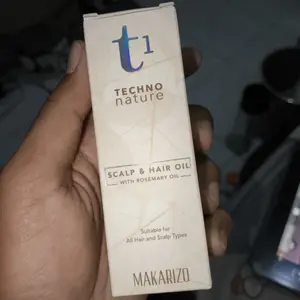 t1
TECHNO
nature
SCALP & HAIR OIL
WITH ROSEMARY OIL
Suitable for
All Hair and Scalp Types
MAKARIZO